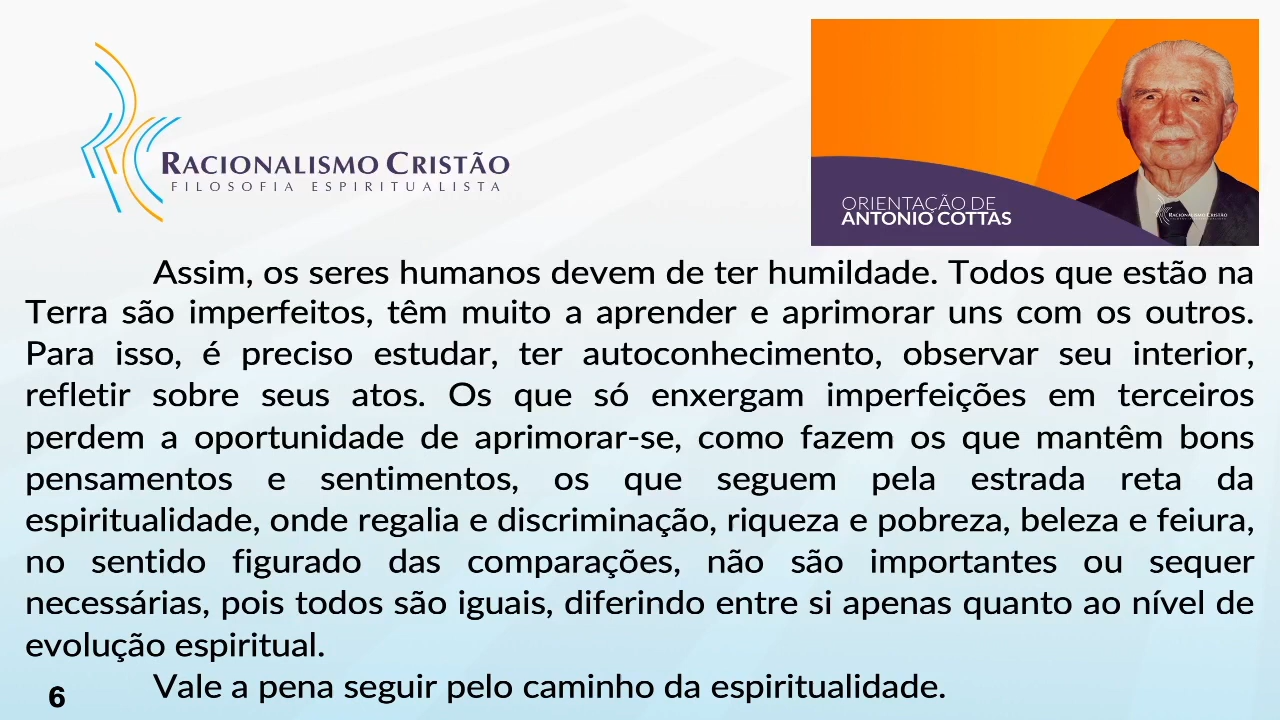 RACIONALISMO CRISTÃO
FILOSOFIA ESPIRITUALISTA
ORIENTAÇÃO DE
ANTONIO COTTAS
RACIONALISMO CRISTÃO
Assim, os seres humanos devem de ter humildade. Todos que estão na
Terra são imperfeitos, têm muito a aprender e aprimorar uns com os outros.
Para isso, é preciso estudar, ter autoconhecimento, observar seu interior,
refletir sobre seus atos. Os que só enxergam imperfeições em terceiros
perdem a oportunidade de aprimorar-se, como fazem os que mantêm bons
pensamentos e sentimentos, os que seguem pela estrada reta da
espiritualidade, onde regalia e discriminação, riqueza e pobreza, beleza e feiura,
no sentido figurado das comparações, não são importantes ou sequer
necessárias, pois todos são iguais, diferindo entre si apenas quanto ao nível de
evolução espiritual.
Vale a pena seguir pelo caminho da espiritualidade.
6